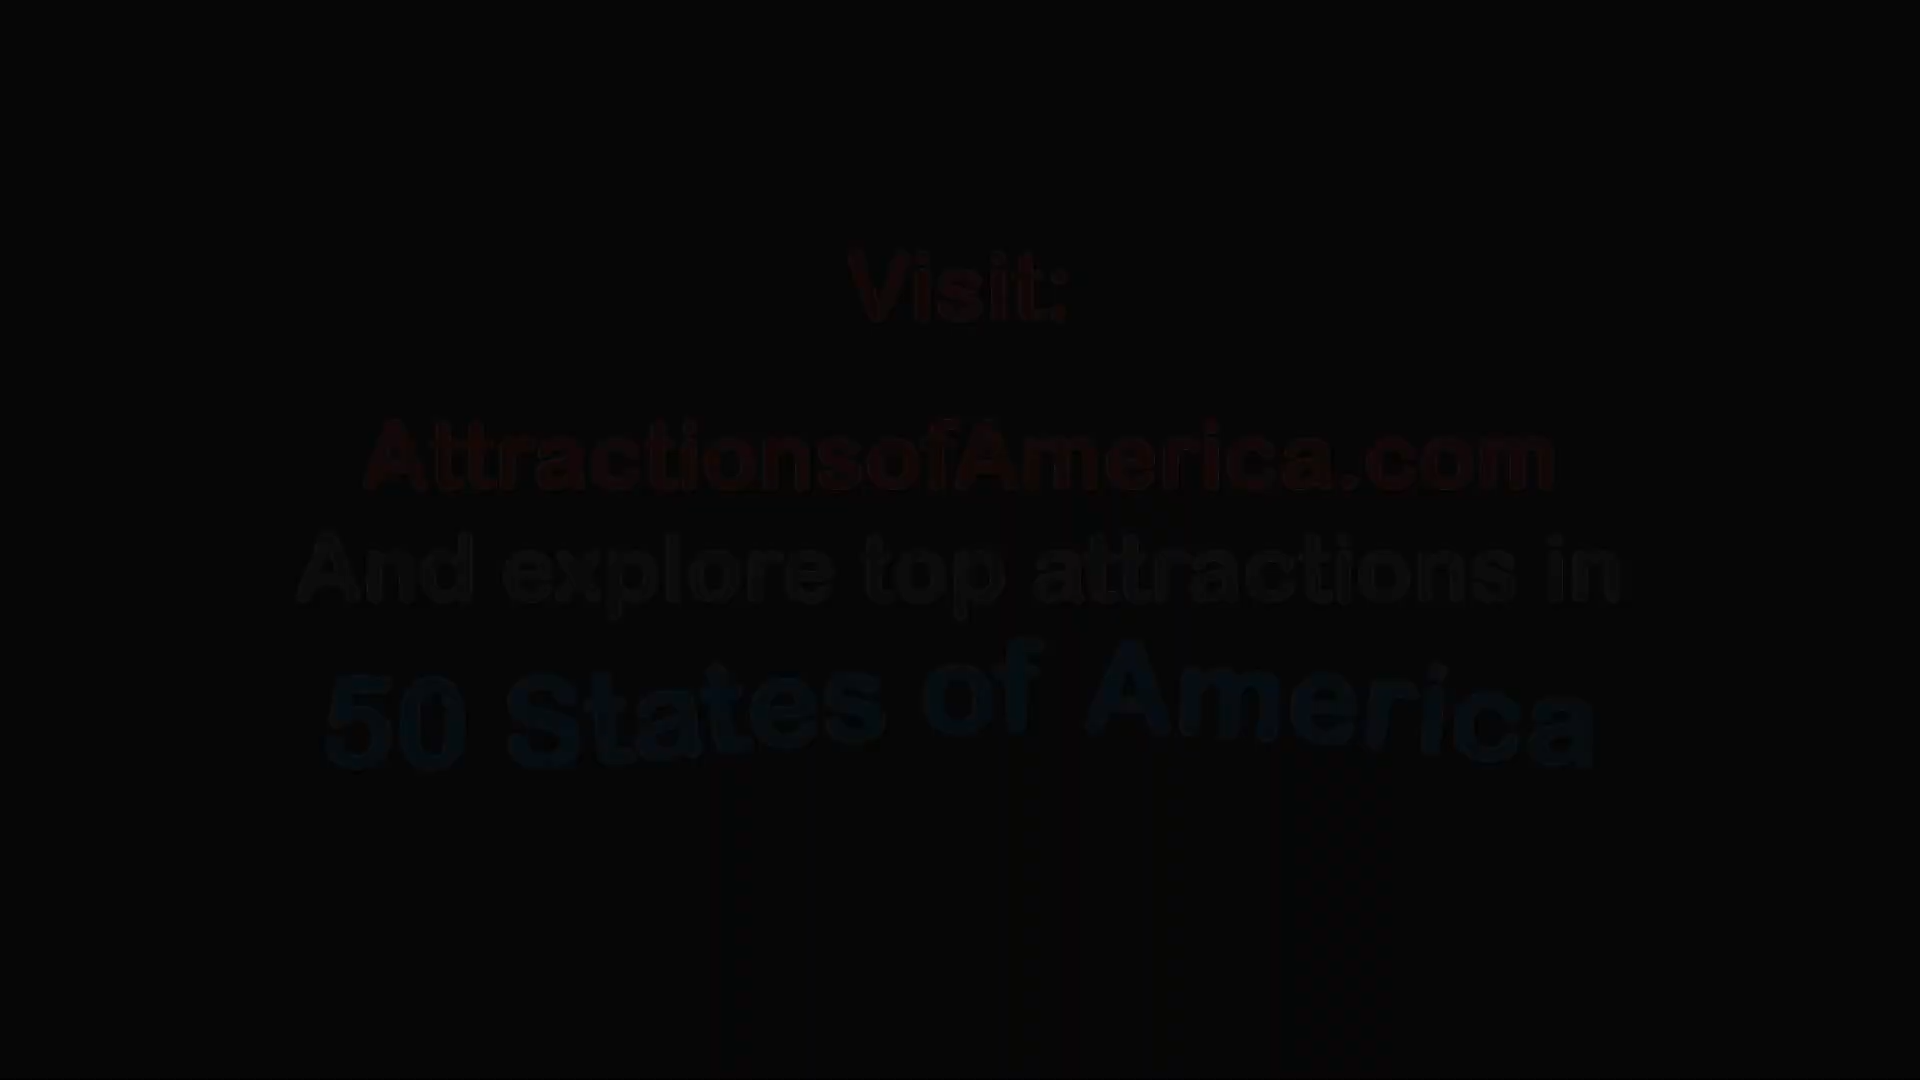 Visit:
AttractionsofAmerica.com
And explore top attractions in
50 States of America